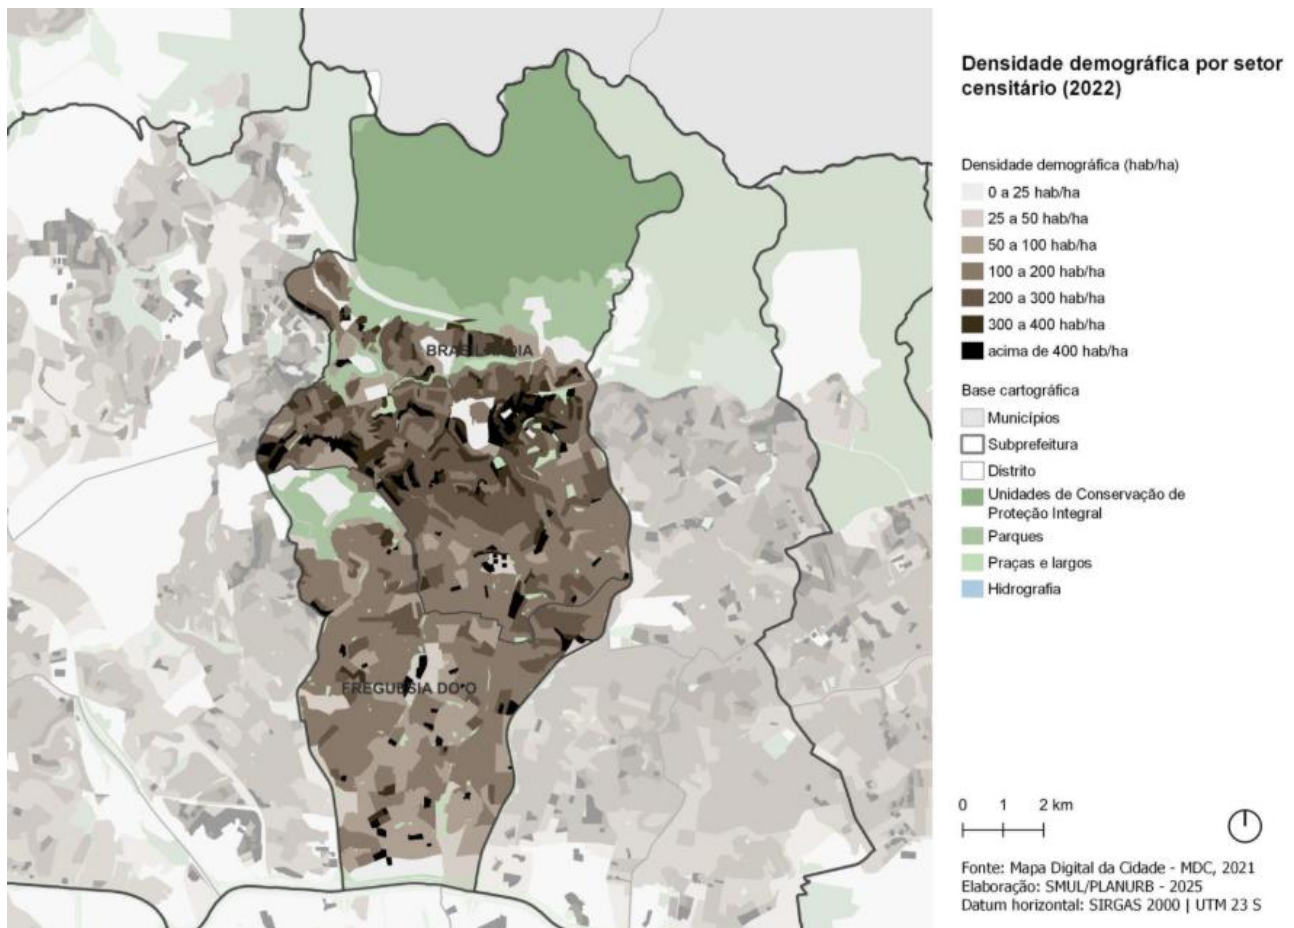 Densidade demográfica por setor
censitário (2022)
Densidade demográfica (hab/ha)
0 a 25 hab/ha
25 a 50 hab/ha
50 a 100 hab/ha
100 a 200 hab/ha
200 a 300 hab/ha
300 a 400 hab/ha
acima de 400 hab/ha
Base cartográfica
Municípios
Subprefeitura
Distrito
Unidades de Conservação de
Proteção Integral
Parques
Praças e largos
Hidrografia
BRASILÂNDIA
FREGUESIA DO Ó
0 1 2 km
Fonte: Mapa Digital da Cidade - MDC, 2021
Elaboração: SMUL/PLANURB - 2025
Datum horizontal: SIRGAS 2000 | UTM 23 S